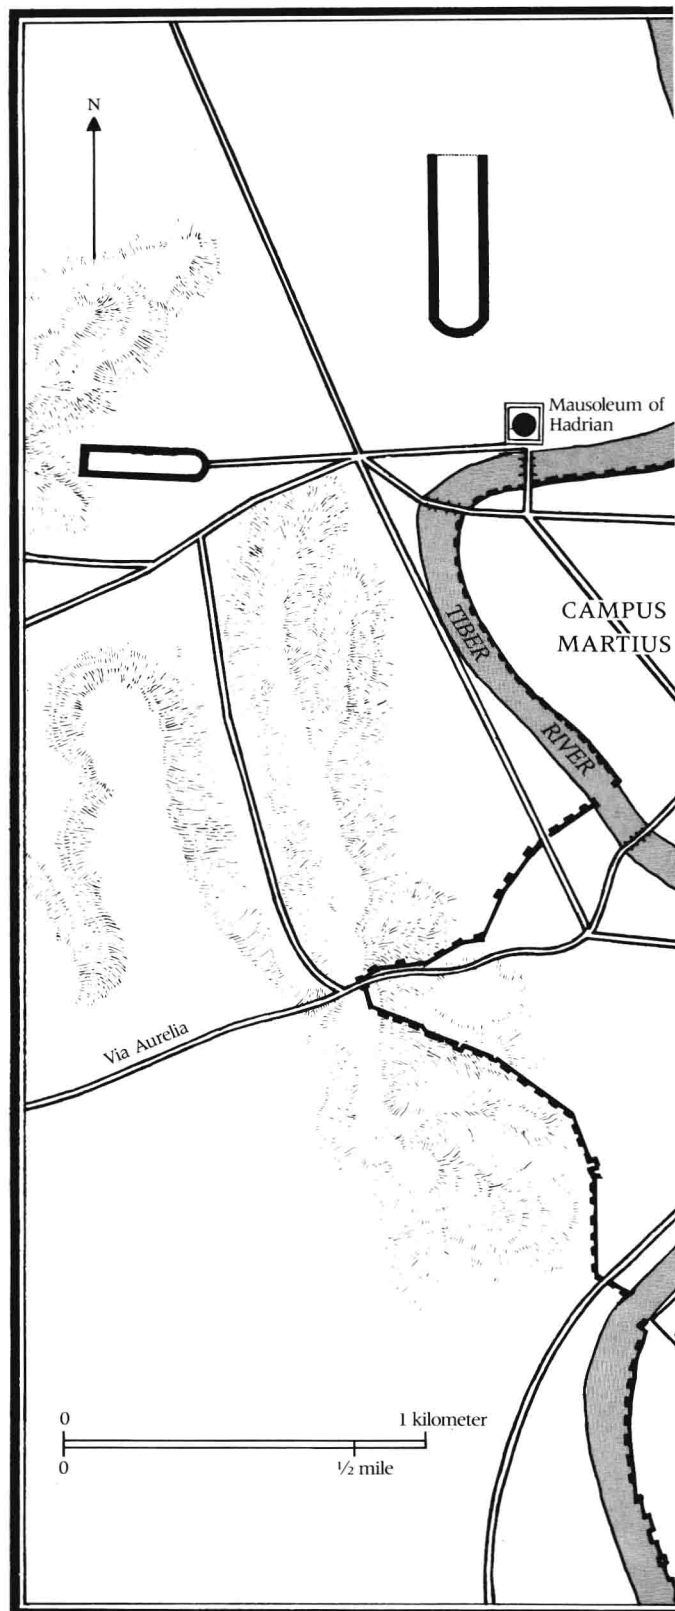 N
Mausoleum of
Hadrian
CAMPUS
MARTIUS
TIBER
RIVER
Via Aurelia
0 1 kilometer
0 ½ mile